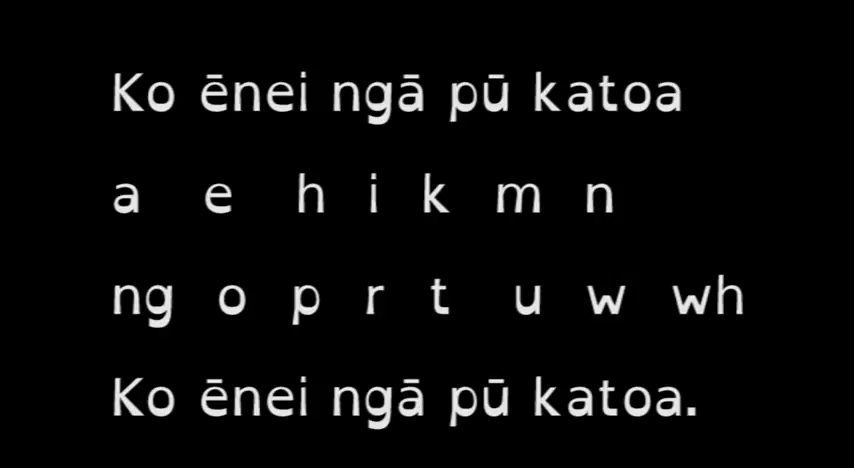 Ko ēnei ngā pū katoa
a e h i k m n
ng o p r t u w wh
Ko ēnei ngā pū katoa.